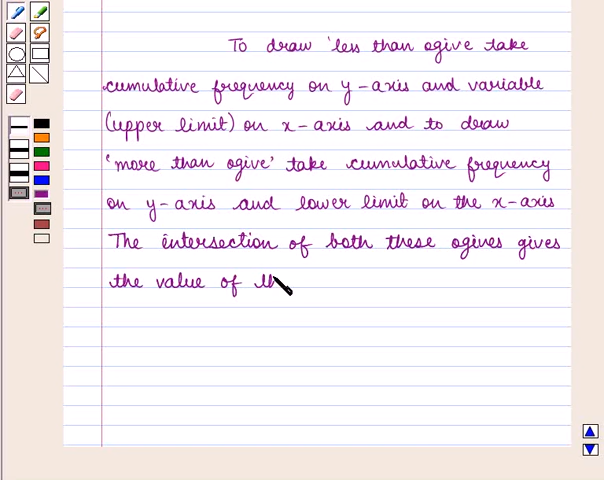 To draw 'less than ogive take
cumulative frequency on y-axis and variable
(upper limit) on x-axis and to draw
'more than ogive' take cumulative frequency
on y-axis and lower limit on the x-axis
The intersection of both these ogives gives
the value of